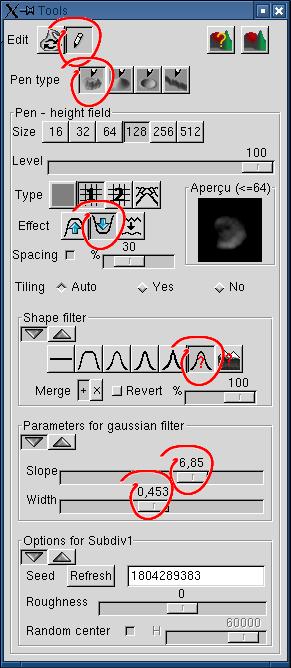 Tools
Edit
Pen type
Pen - height field
Size 16 32 64 128 256 512
Level 100
Type 1 2
Aperçu (<=64)
Effect
Spacing % 30
Tiling Auto Yes No
Shape filter
?
Merge + × Revert % 100
Parameters for gaussian filter
Slope 6,85
Width 0,453
Options for Subdiv1
Seed Refresh 1804289383
Roughness 0
Random center H 60000